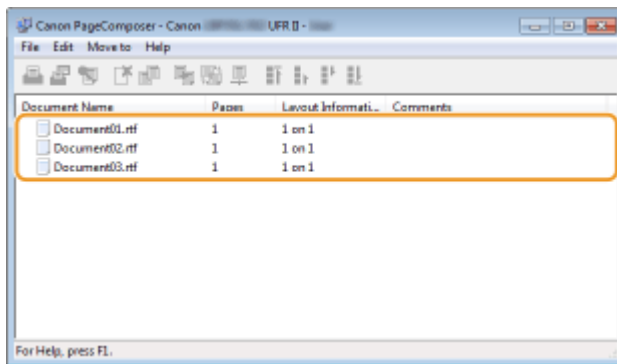 Canon PageComposer - Canon UFR II -
File Edit Move to Help
Document Name Pages Layout Informati... Comments
Document01.rtf 1 1 on 1
Document02.rtf 1 1 on 1
Document03.rtf 1 1 on 1
For Help, press F1.